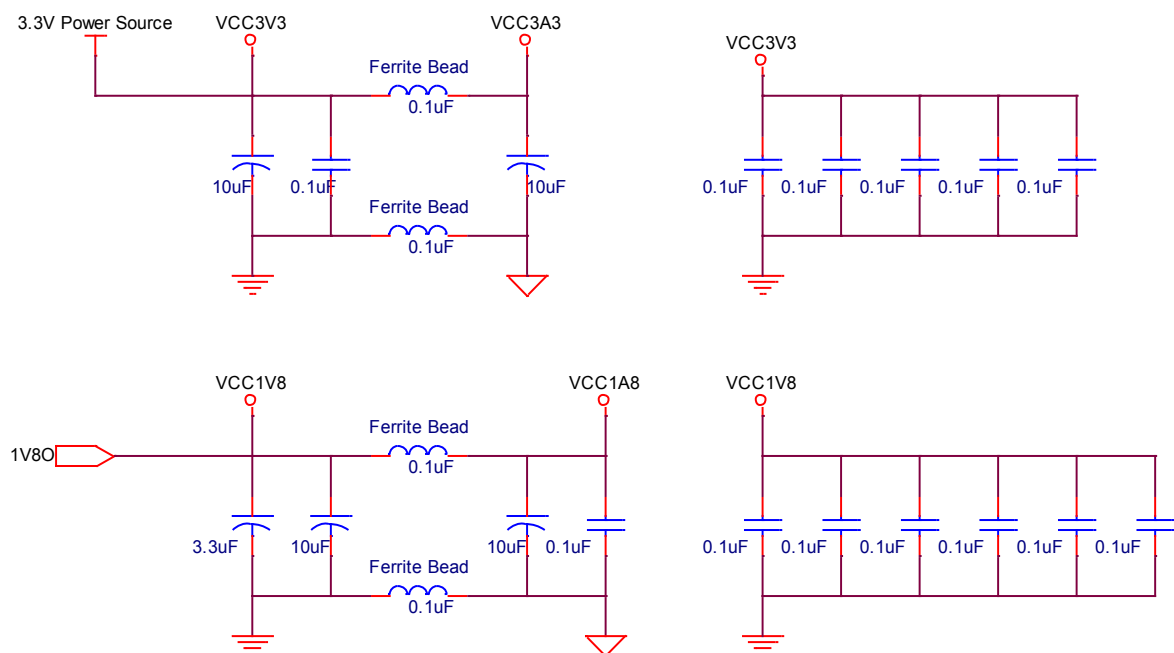 3.3V Power Source
VCC3V3
VCC3A3
VCC3V3
Ferrite Bead
0.1uF
10uF
0.1uF
10uF
0.1uF
0.1uF
0.1uF
0.1uF
0.1uF
Ferrite Bead
0.1uF
VCC1V8
VCC1A8
VCC1V8
Ferrite Bead
1V8O
0.1uF
3.3uF
10uF
10uF
0.1uF
0.1uF
0.1uF
0.1uF
0.1uF
0.1uF
0.1uF
Ferrite Bead
0.1uF